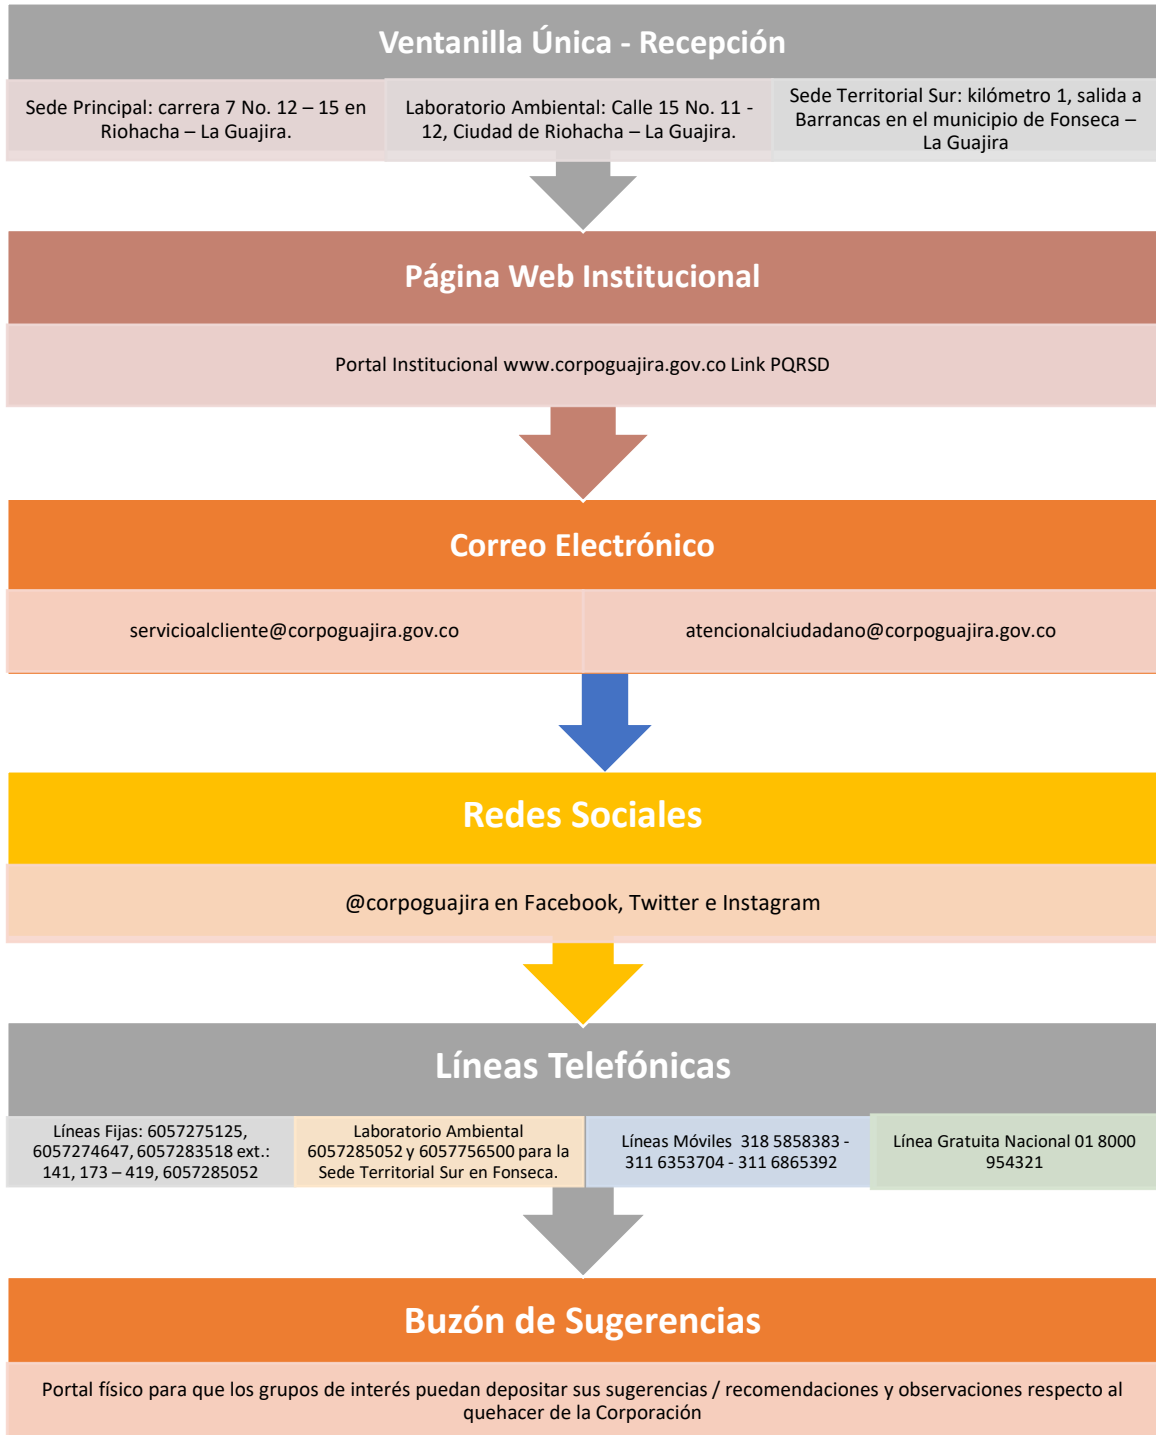 Ventanilla Única - Recepción
Sede Principal: carrera 7 No. 12 – 15 en
Riohacha – La Guajira.
Laboratorio Ambiental: Calle 15 No. 11 -
12, Ciudad de Riohacha – La Guajira.
Sede Territorial Sur: kilómetro 1, salida a
Barrancas en el municipio de Fonseca –
La Guajira
Página Web Institucional
Portal Institucional www.corpoguajira.gov.co Link PQRSD
Correo Electrónico
servicioalcliente@corpoguajira.gov.co
atencionalciudadano@corpoguajira.gov.co
Redes Sociales
@corpoguajira en Facebook, Twitter e Instagram
Líneas Telefónicas
Líneas Fijas: 6057275125,
6057274647, 6057283518 ext.:
141, 173 – 419, 6057285052
Laboratorio Ambiental
6057285052 y 6057756500 para la
Sede Territorial Sur en Fonseca.
Líneas Móviles 318 5858383 -
311 6353704 - 311 6865392
Línea Gratuita Nacional 01 8000
954321
Buzón de Sugerencias
Portal físico para que los grupos de interés puedan depositar sus sugerencias / recomendaciones y observaciones respecto al
quehacer de la Corporación